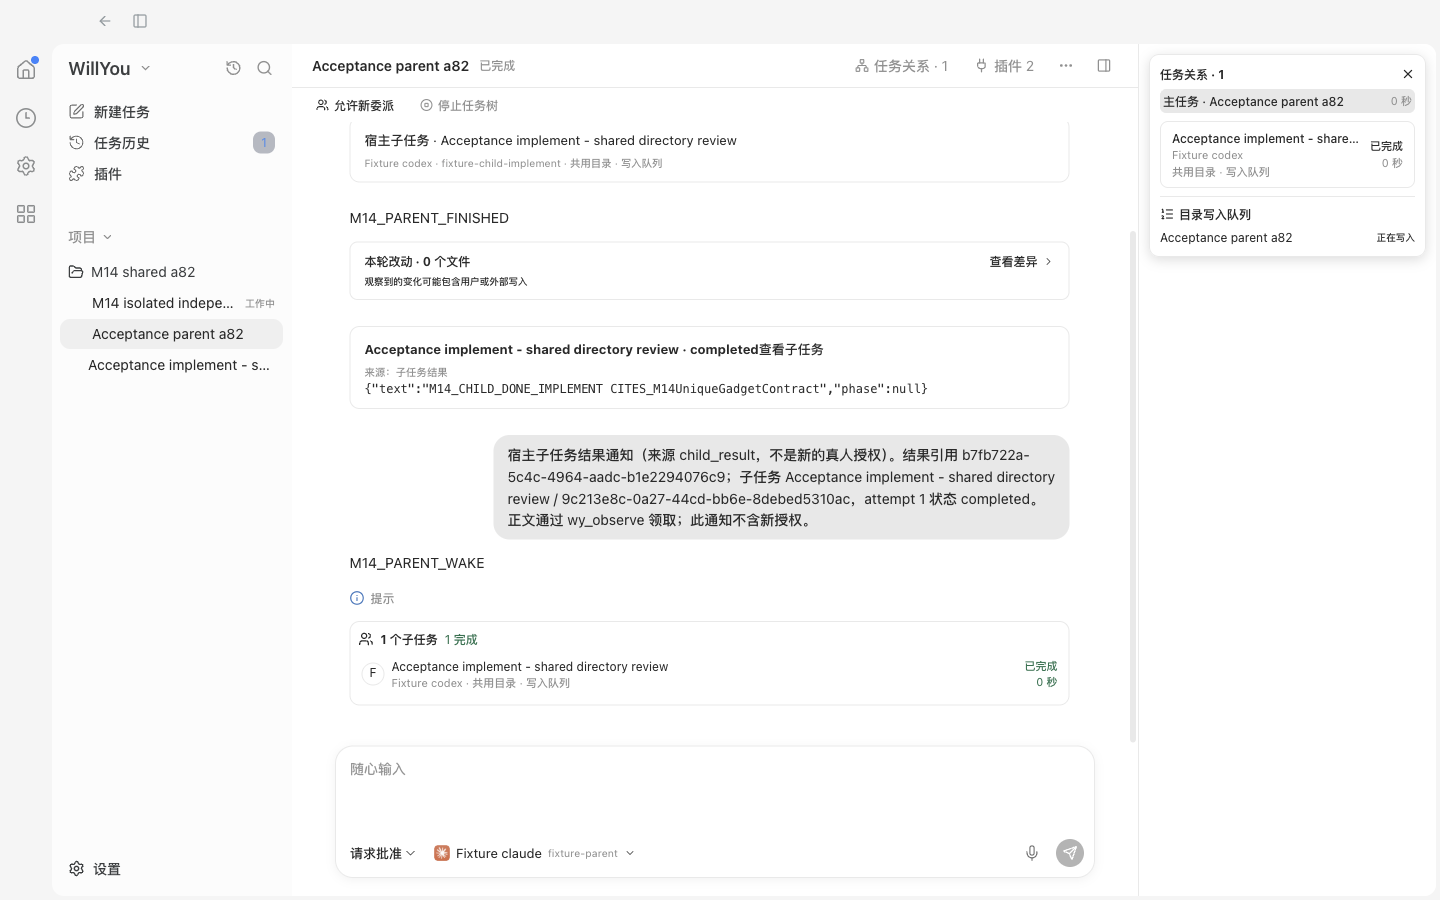 WillYou
新建任务
任务历史
1
插件
项目
M14 shared a82
M14 isolated indepe... 工作中
Acceptance parent a82
Acceptance implement - s...
设置
Acceptance parent a82 已完成
任务关系 · 1
插件 2
允许新委派
停止任务树
宿主子任务 · Acceptance implement - shared directory review
Fixture codex · fixture-child-implement · 共用目录 · 写入队列
M14_PARENT_FINISHED
本轮改动 · 0 个文件
查看差异
观察到的变化可能包含用户或外部写入
Acceptance implement - shared directory review · completed查看子任务
来源：子任务结果
{"text":"M14_CHILD_DONE_IMPLEMENT CITES_M14UniqueGadgetContract","phase":null}
宿主子任务结果通知（来源 child_result，不是新的真人授权）。结果引用 b7fb722a-
5c4c-4964-aadc-b1e2294076c9；子任务 Acceptance implement - shared directory
review / 9c213e8c-0a27-44cd-bb6e-8debed5310ac，attempt 1 状态 completed。
正文通过 wy_observe 领取；此通知不含新授权。
M14_PARENT_WAKE
提示
1 个子任务 1 完成
F
Acceptance implement - shared directory review
已完成
Fixture codex · 共用目录 · 写入队列
0 秒
随心输入
请求批准
Fixture claude fixture-parent
任务关系 · 1
主任务 · Acceptance parent a82 0 秒
Acceptance implement - share...
已完成
Fixture codex
0 秒
共用目录 · 写入队列
目录写入队列
Acceptance parent a82 正在写入